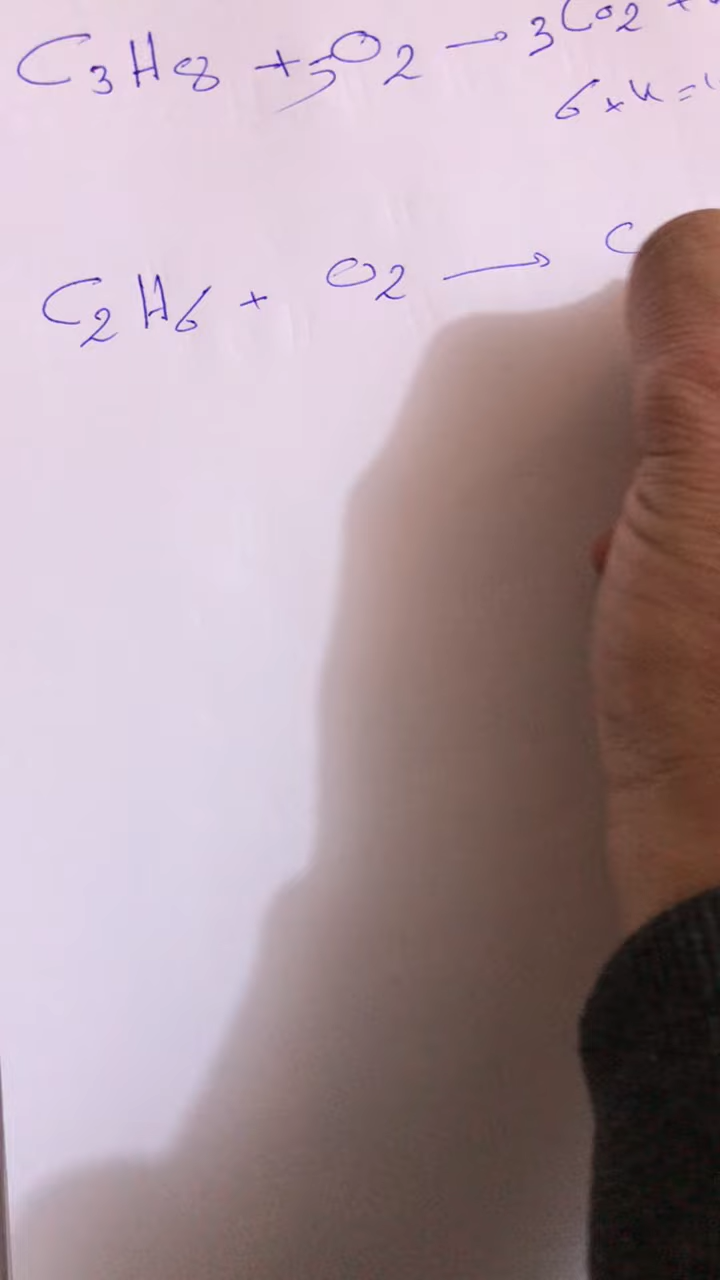 C3H8 + 5O2 → 3CO2 +
6 x 4 =
C2H6 + O2 → C